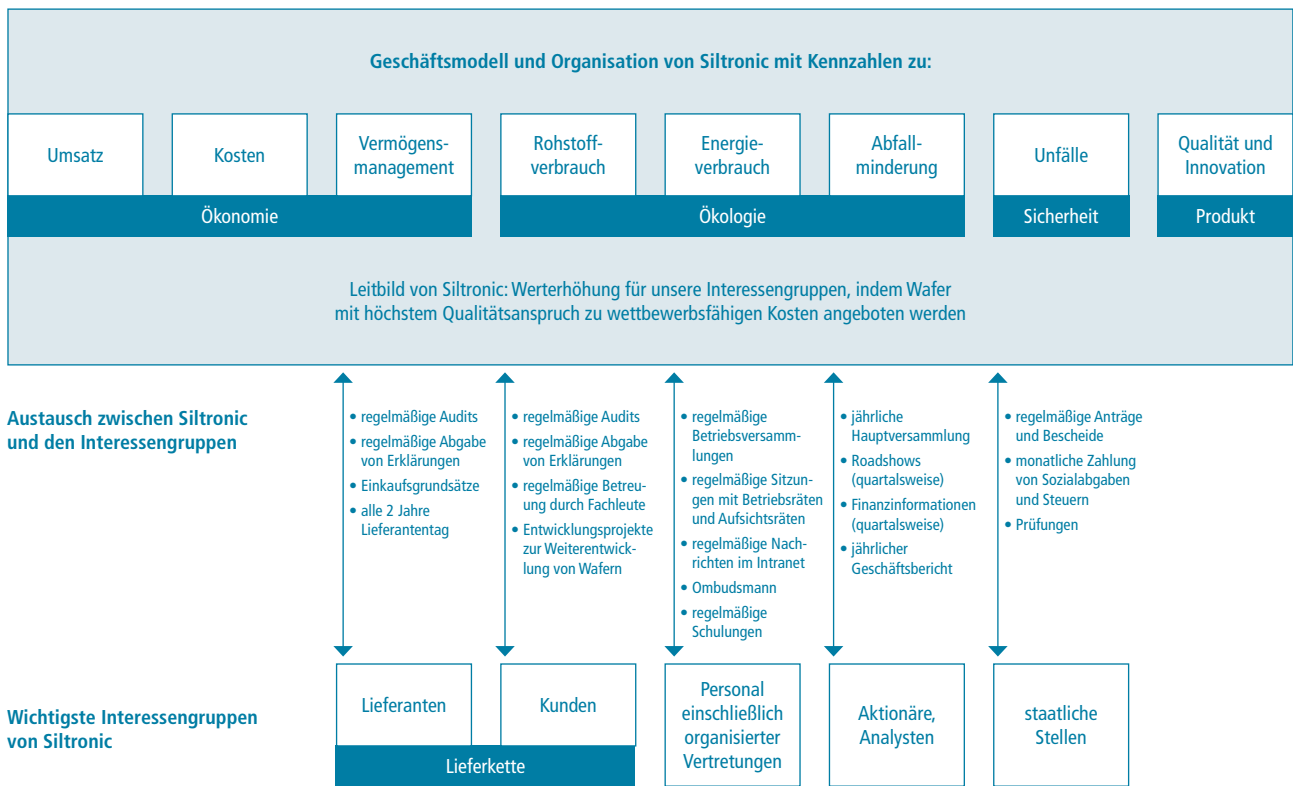 Geschäftsmodell und Organisation von Siltronic mit Kennzahlen zu:
Umsatz
Kosten
Vermögens-
management
Rohstoff-
verbrauch
Energie-
verbrauch
Abfall-
minderung
Unfälle
Qualität und
Innovation
Ökonomie
Ökologie
Sicherheit
Produkt
Leitbild von Siltronic: Werterhöhung für unsere Interessengruppen, indem Wafer
mit höchstem Qualitätsanspruch zu wettbewerbsfähigen Kosten angeboten werden
Austausch zwischen Siltronic
und den Interessengruppen
• regelmäßige Audits
• regelmäßige Abgabe
von Erklärungen
• Einkaufsgrundsätze
• alle 2 Jahre
Lieferantentag
• regelmäßige Audits
• regelmäßige Abgabe
von Erklärungen
• regelmäßige Betreu-
ung durch Fachleute
• Entwicklungsprojekte
zur Weiterentwick-
lung von Wafern
• regelmäßige
Betriebsversamm-
lungen
• regelmäßige Sitzun-
gen mit Betriebsräten
und Aufsichtsräten
• regelmäßige Nach-
richten im Intranet
• Ombudsmann
• regelmäßige
Schulungen
• jährliche
Hauptversammlung
• Roadshows
(quartalsweise)
• Finanzinformationen
(quartalsweise)
• jährlicher
Geschäftsbericht
• regelmäßige Anträge
und Bescheide
• monatliche Zahlung
von Sozialabgaben
und Steuern
• Prüfungen
Wichtigste Interessengruppen
von Siltronic
Lieferanten
Kunden
Lieferkette
Personal
einschließlich
organisierter
Vertretungen
Aktionäre,
Analysten
staatliche
Stellen